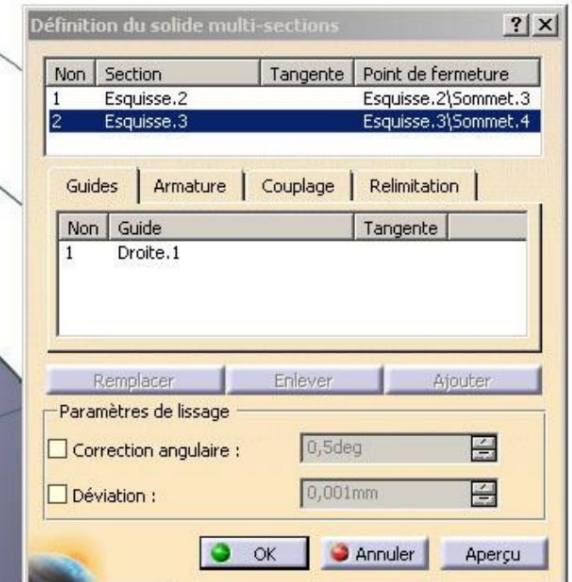 Définition du solide multi-sections
Non Section Tangente Point de fermeture
1 Esquisse.2 Esquisse.2\Sommet.3
2 Esquisse.3 Esquisse.3\Sommet.4
Guides Armature Couplage Relimitation
Non Guide Tangente
1 Droite.1
Remplacer Enlever Ajouter
Paramètres de lissage
Correction angulaire : 0,5deg
Déviation : 0,001mm
OK Annuler Aperçu